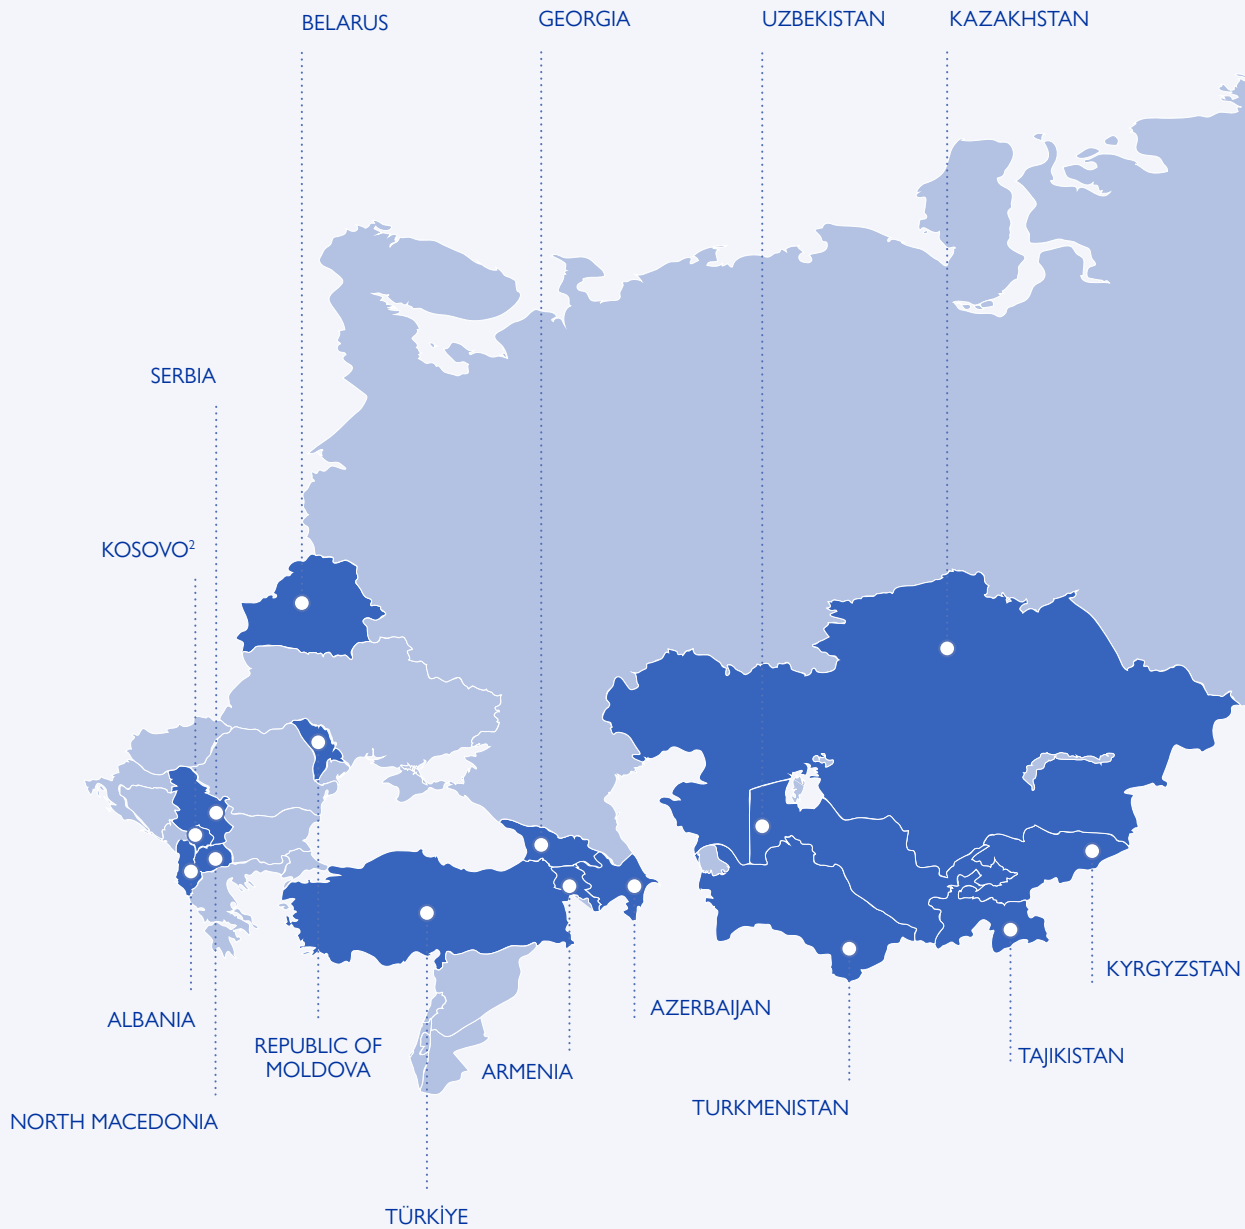 BELARUS
GEORGIA
UZBEKISTAN
KAZAKHSTAN
SERBIA
KOSOVO²
KYRGYZSTAN
AZERBAIJAN
ALBANIA
REPUBLIC OF
MOLDOVA
TAJIKISTAN
ARMENIA
TURKMENISTAN
NORTH MACEDONIA
TÜRKİYE